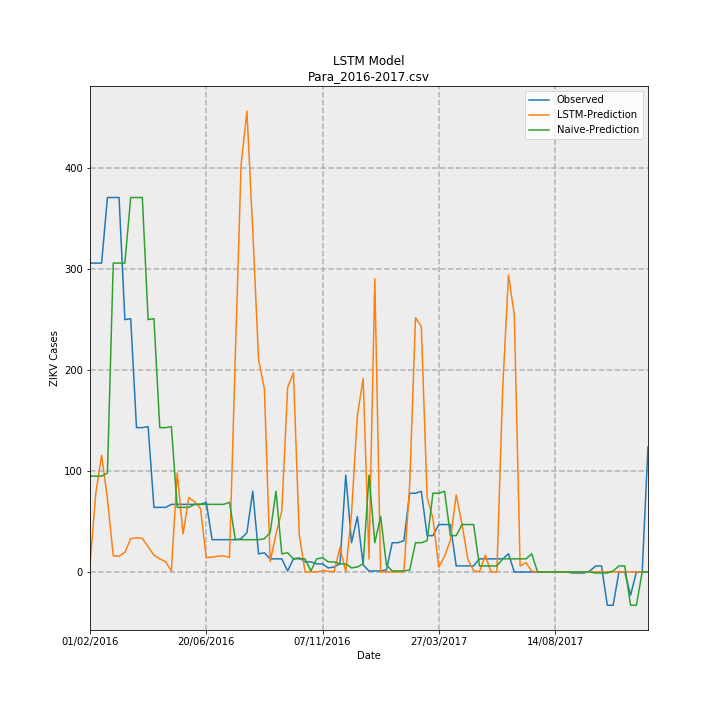 LSTM Model
Para_2016-2017.csv
Observed
LSTM-Prediction
Naive-Prediction
400
300
200
100
0
ZIKV Cases
01/02/2016
20/06/2016
07/11/2016
27/03/2017
14/08/2017
Date